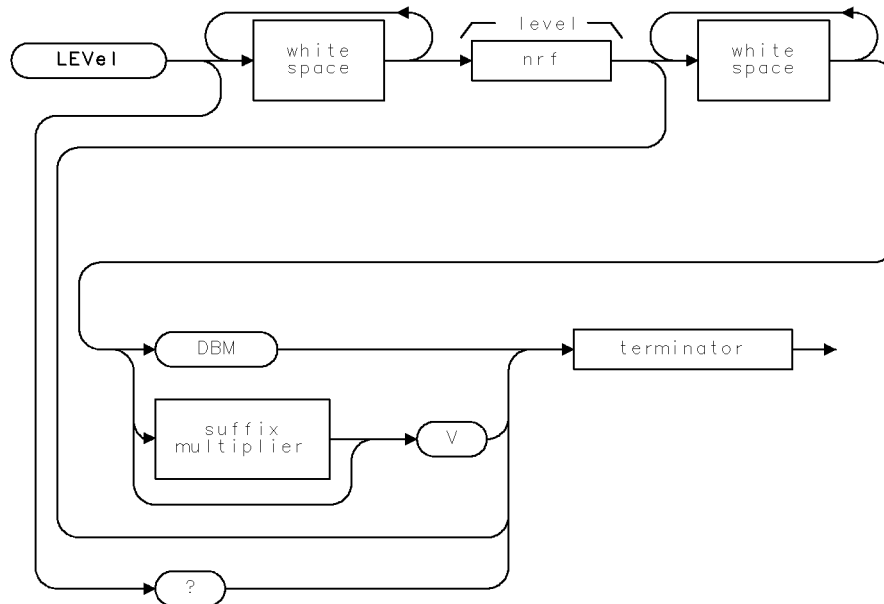 level
LEVel
white
space
nrf
white
space
DBM
terminator
suffix
multiplier
V
?